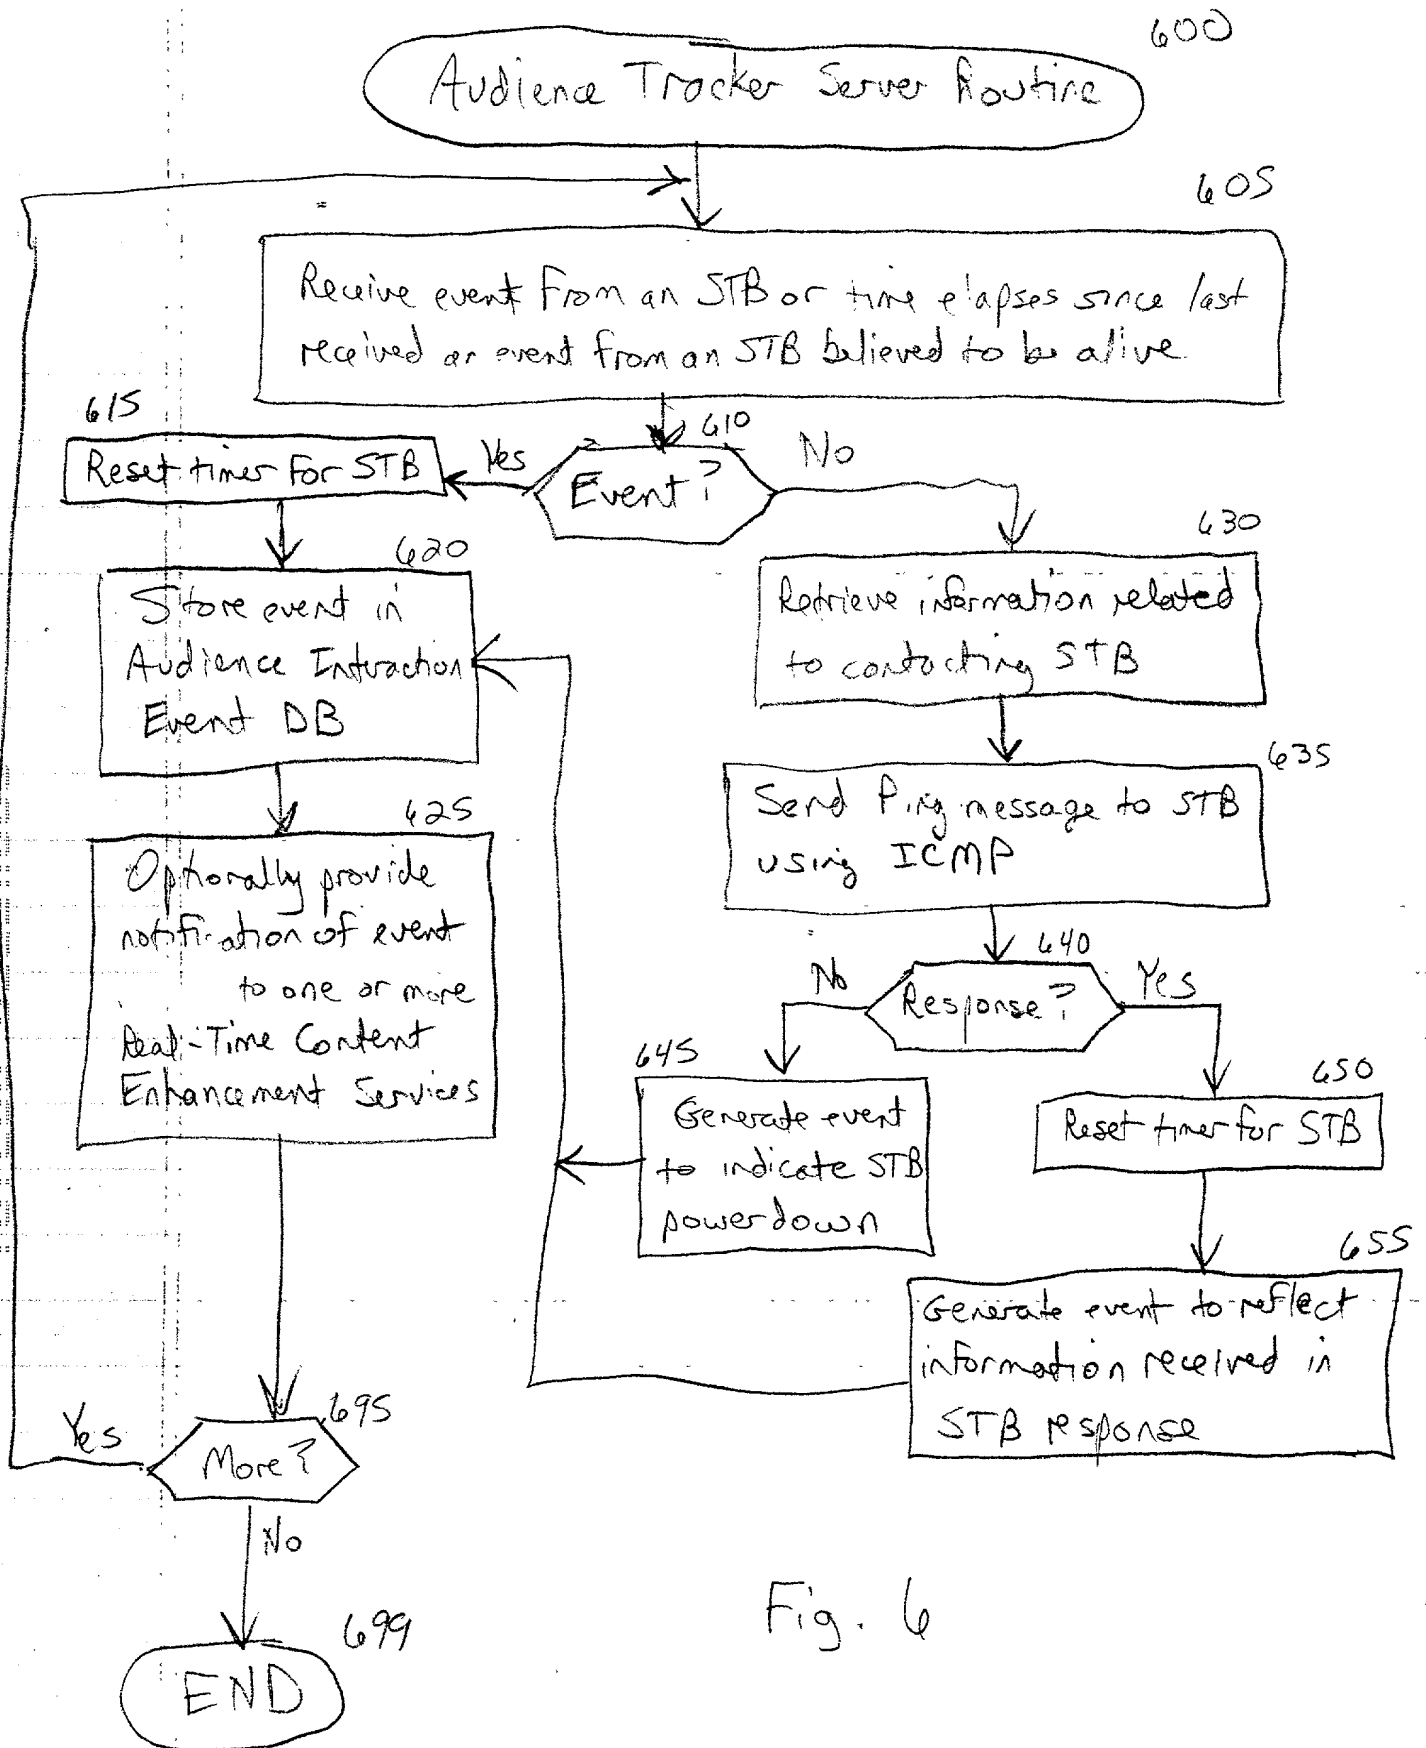 600
Audience Tracker Server Routine
605
Receive event from an STB or time elapses since last
received an event from an STB believed to be alive.
610
615
Reset timer for STB
Yes
Event?
No
620
Store event in
Audience Intraction
Event DB
630
Retrieve information related
to contacting STB
635
Send Ping message to STB
using ICMP
625
Optionally provide
notification of event
to one or more
Real-Time Content
Enhancement Services
640
No
Response?
Yes
645
Generate event
to indicate STB
powerdown
650
Reset timer for STB
655
Generate event to reflect
information received in
STB response
695
Yes
More?
No
699
END
Fig. 6